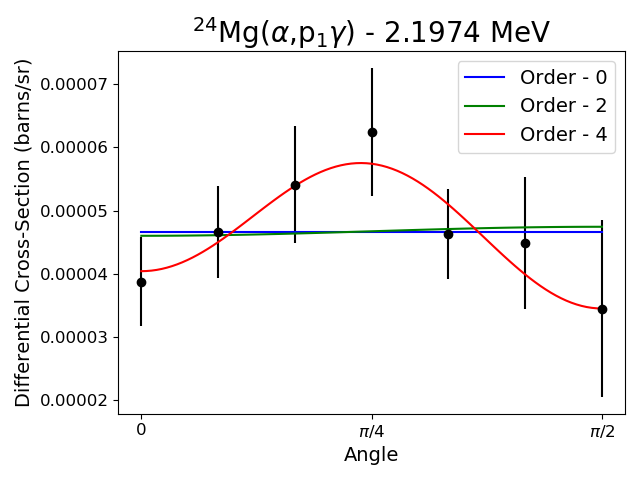 ²⁴Mg(α,p₁γ) - 2.1974 MeV
Order - 0
Order - 2
Order - 4
Differential Cross-Section (barns/sr)
0.00007
0.00006
0.00005
0.00004
0.00003
0.00002
0
π/4
π/2
Angle